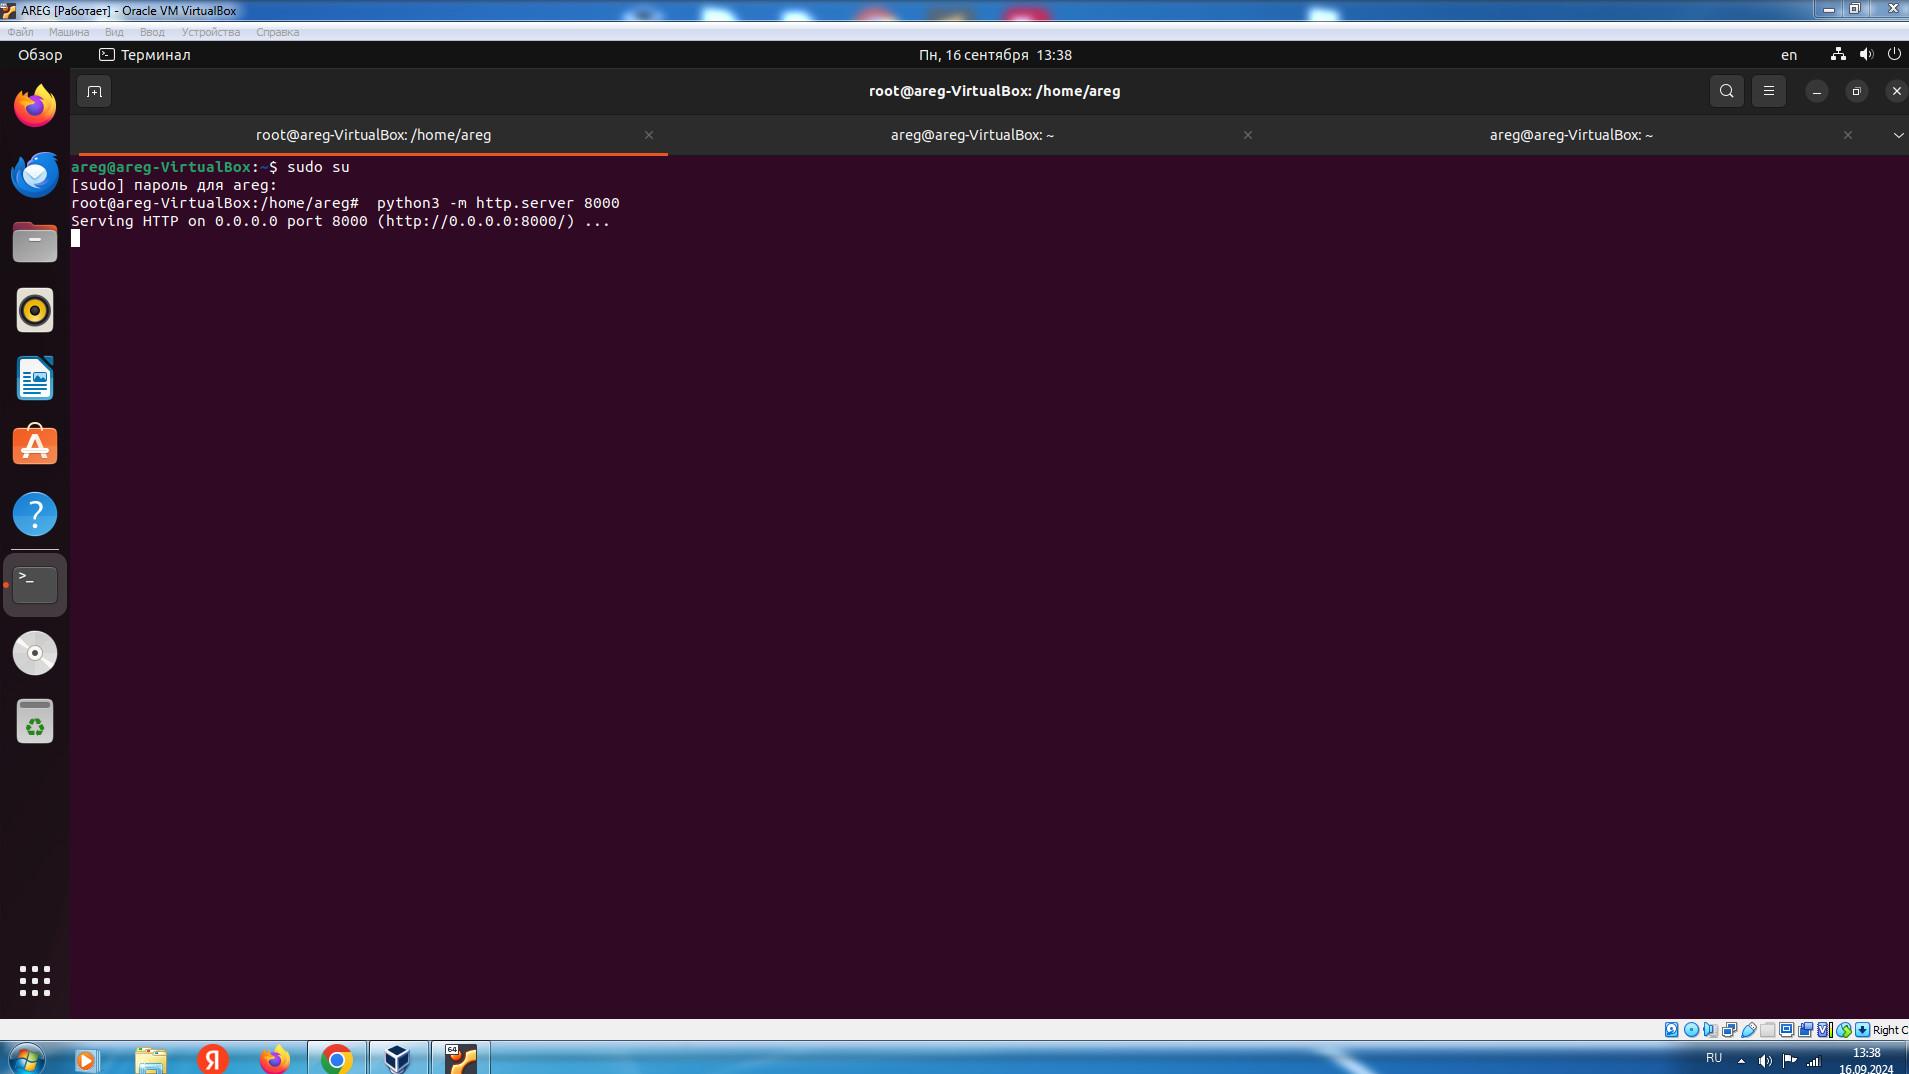 AREG [Работает] - Oracle VM VirtualBox
Файл Машина Вид Ввод Устройства Справка
Обзор Терминал Пн, 16 сентября 13:38 en
root@areg-VirtualBox: /home/areg
root@areg-VirtualBox: /home/areg areg@areg-VirtualBox: ~ areg@areg-VirtualBox: ~
areg@areg-VirtualBox:~$ sudo su
[sudo] пароль для areg:
root@areg-VirtualBox:/home/areg#  python3 -m http.server 8000
Serving HTTP on 0.0.0.0 port 8000 (http://0.0.0.0:8000/) ...
Right C
64
RU 13:38
16.09.2024